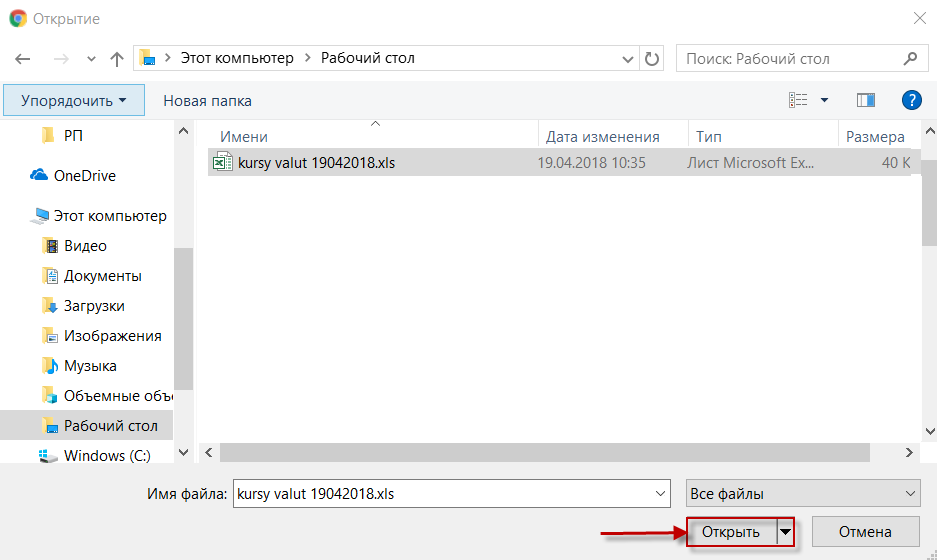 Открытие
Этот компьютер Рабочий стол
Поиск: Рабочий стол
Упорядочить Новая папка ?
Имени Дата изменения Тип Размера
kursy valut 19042018.xls 19.04.2018 10:35 Лист Microsoft Ex... 40 K
РП
OneDrive
Этот компьютер
Видео
Документы
Загрузки
Изображения
Музыка
Объемные объ
Рабочий стол
Windows (C:)
Имя файла: kursy valut 19042018.xls Все файлы
Открыть Отмена